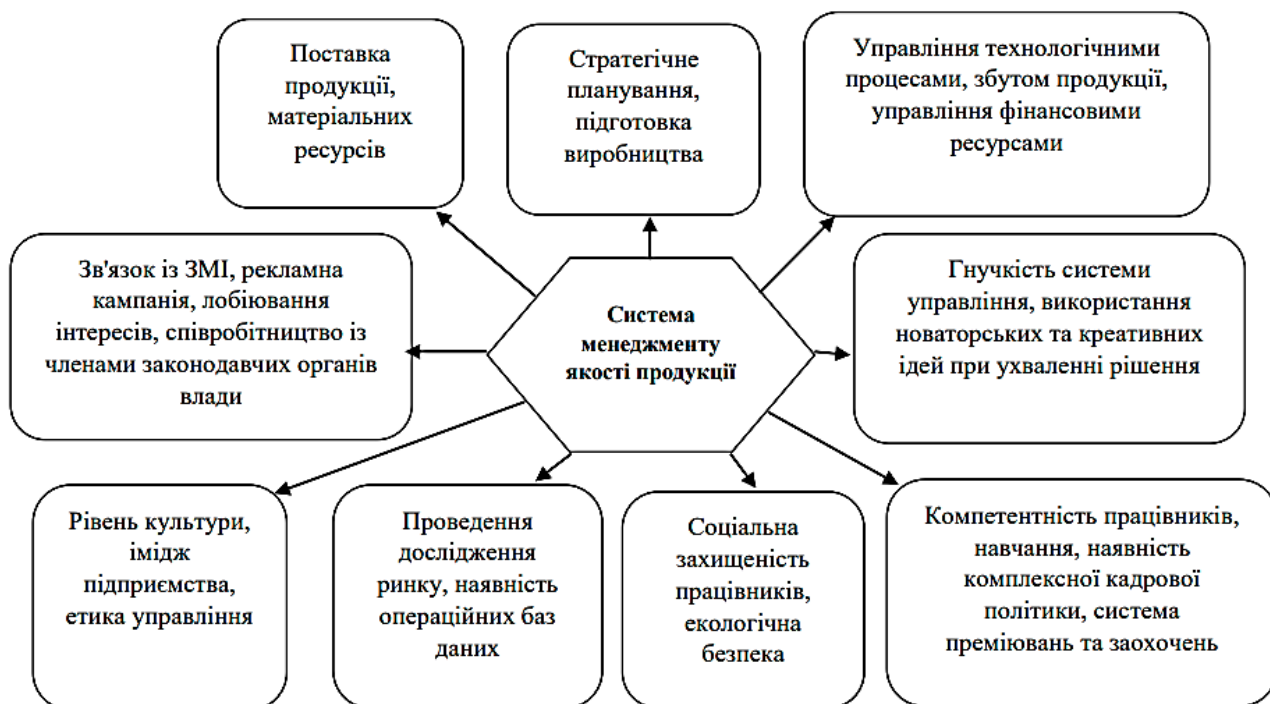 Поставка
продукції,
матеріальних
ресурсів
Стратегічне
планування,
підготовка
виробництва
Управління технологічними
процесами, збутом продукції,
управління фінансовими
ресурсами
Зв'язок із ЗМІ, рекламна
кампанія, лобіювання
інтересів, співробітництво із
членами законодавчих органів
влади
Система
менеджменту
якості продукції
Гнучкість системи
управління, використання
новаторських та креативних
ідей при ухваленні рішення
Рівень культури,
імідж
підприємства,
етика управління
Проведення
дослідження
ринку, наявність
операційних баз
даних
Соціальна
захищеність
працівників,
екологічна
безпека
Компетентність працівників,
навчання, наявність
комплексної кадрової
політики, система
преміювань та заохочень